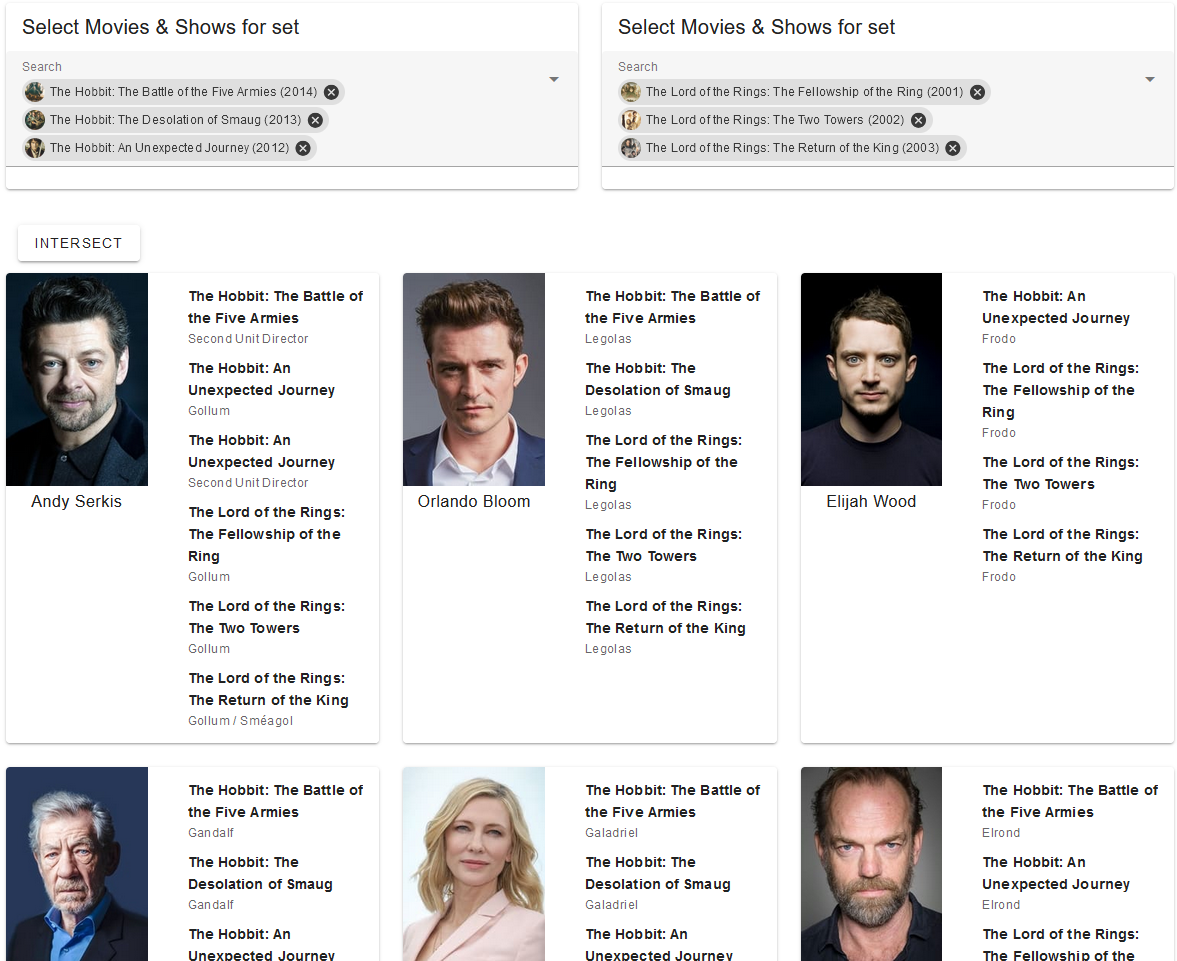 Select Movies & Shows for set
Search
The Hobbit: The Battle of the Five Armies (2014)
The Hobbit: The Desolation of Smaug (2013)
The Hobbit: An Unexpected Journey (2012)
Select Movies & Shows for set
Search
The Lord of the Rings: The Fellowship of the Ring (2001)
The Lord of the Rings: The Two Towers (2002)
The Lord of the Rings: The Return of the King (2003)
INTERSECT
Andy Serkis
The Hobbit: The Battle of
the Five Armies
Second Unit Director
The Hobbit: An
Unexpected Journey
Gollum
The Hobbit: An
Unexpected Journey
Second Unit Director
The Lord of the Rings:
The Fellowship of the
Ring
Gollum
The Lord of the Rings:
The Two Towers
Gollum
The Lord of the Rings:
The Return of the King
Gollum / Sméagol
Orlando Bloom
The Hobbit: The Battle of
the Five Armies
Legolas
The Hobbit: The
Desolation of Smaug
Legolas
The Lord of the Rings:
The Fellowship of the
Ring
Legolas
The Lord of the Rings:
The Two Towers
Legolas
The Lord of the Rings:
The Return of the King
Legolas
Elijah Wood
The Hobbit: An
Unexpected Journey
Frodo
The Lord of the Rings:
The Fellowship of the
Ring
Frodo
The Lord of the Rings:
The Two Towers
Frodo
The Lord of the Rings:
The Return of the King
Frodo
The Hobbit: The Battle of
the Five Armies
Gandalf
The Hobbit: The
Desolation of Smaug
Gandalf
The Hobbit: An
Unexpected Journey
The Hobbit: The Battle of
the Five Armies
Galadriel
The Hobbit: The
Desolation of Smaug
Galadriel
The Hobbit: An
Unexpected Journey
The Hobbit: The Battle of
the Five Armies
Elrond
The Hobbit: An
Unexpected Journey
Elrond
The Lord of the Rings:
The Fellowship of the